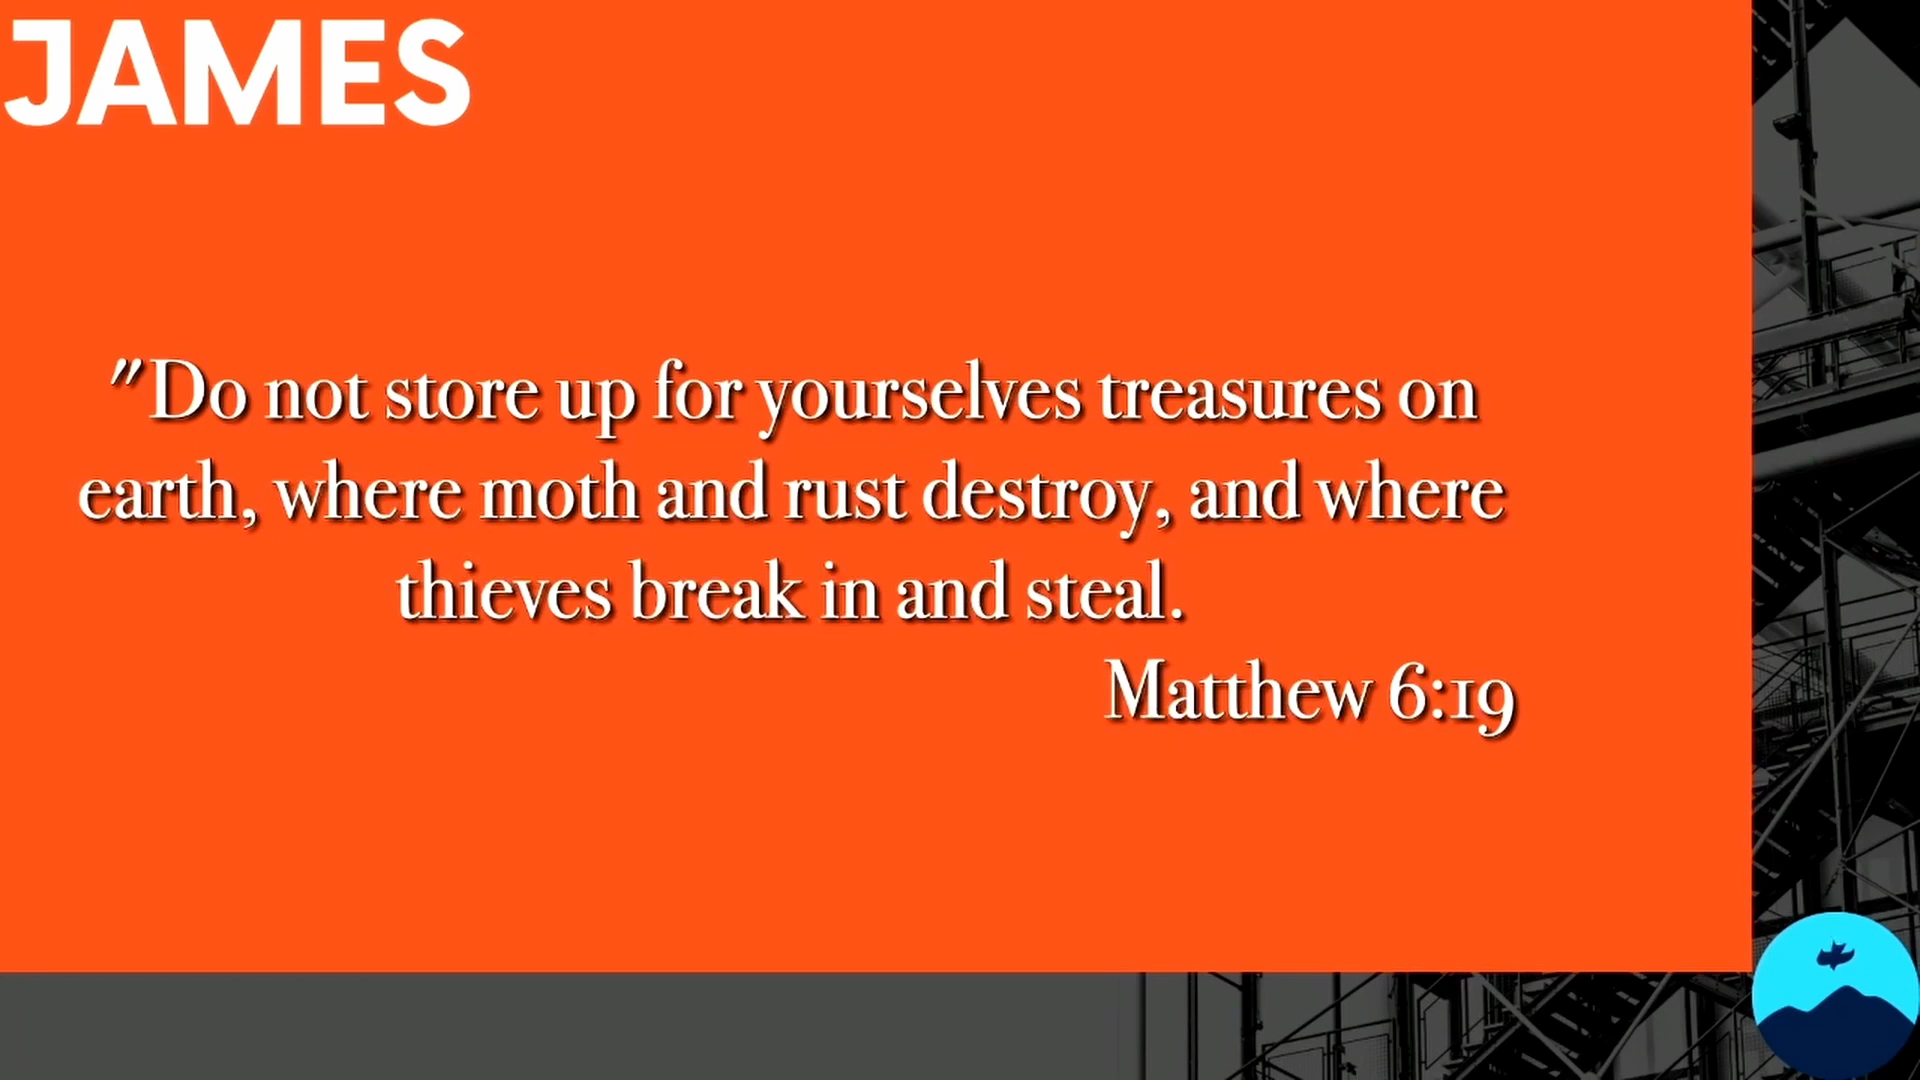 JAMES
"Do not store up for yourselves treasures on
earth, where moth and rust destroy, and where
thieves break in and steal.
Matthew 6:19